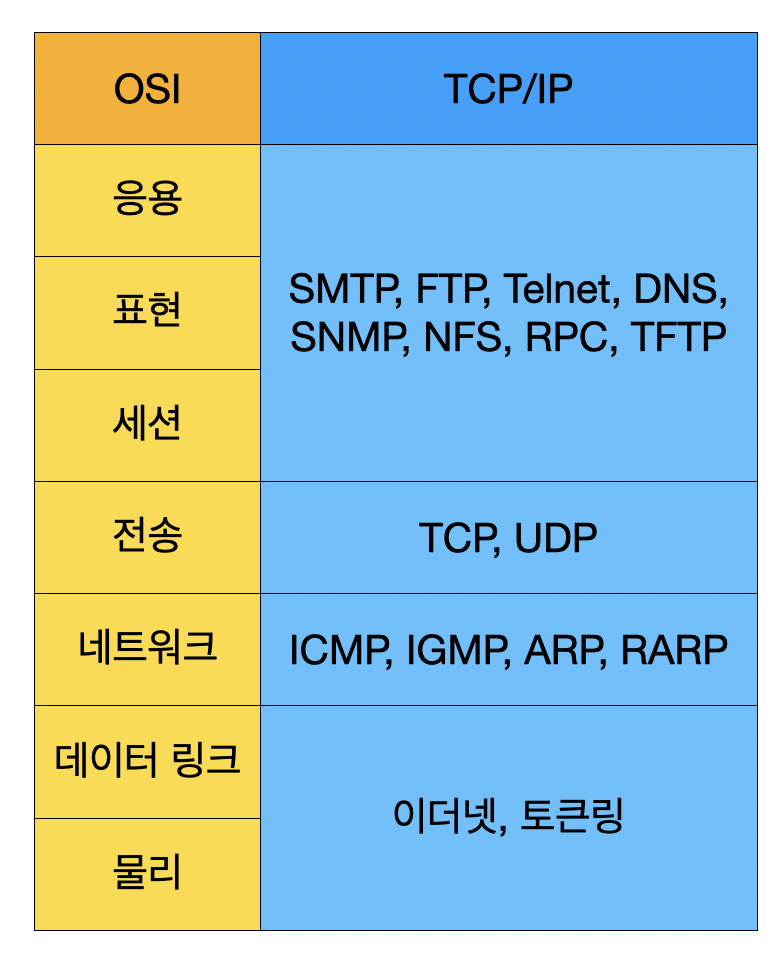 OSI
TCP/IP
응용
표현
세션
SMTP, FTP, Telnet, DNS,
SNMP, NFS, RPC, TFTP
전송
TCP, UDP
네트워크
ICMP, IGMP, ARP, RARP
데이터 링크
물리
이더넷, 토큰링